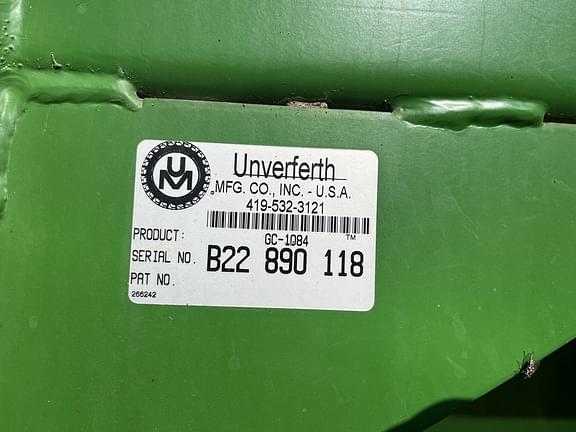 UM
Unverferth
MFG. CO., INC. - U.S.A.
419-532-3121
PRODUCT: GC-1084 ™
SERIAL NO. B22 890 118
PAT NO.
266242